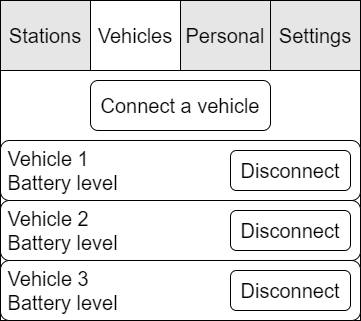 Stations Vehicles Personal Settings
Connect a vehicle
Vehicle 1
Battery level
Disconnect
Vehicle 2
Battery level
Disconnect
Vehicle 3
Battery level
Disconnect